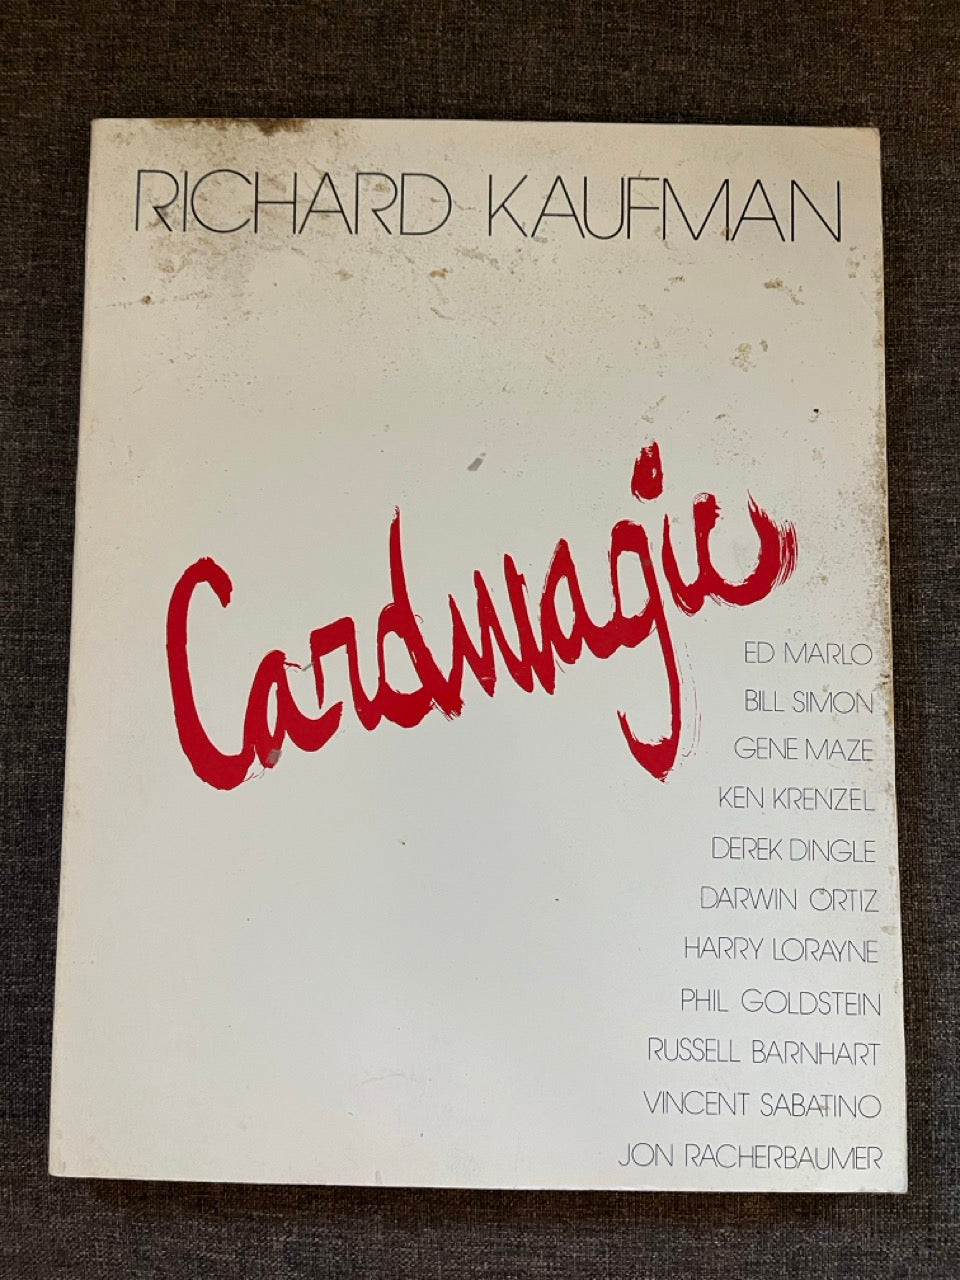 RICHARD KAUFMAN
Cardmagic
ED MARLO
BILL SIMON
GENE MAZE
KEN KRENZEL
DEREK DINGLE
DARWIN ORTIZ
HARRY LORAYNE
PHIL GOLDSTEIN
RUSSELL BARNHART
VINCENT SABATINO
JON RACHERBAUMER